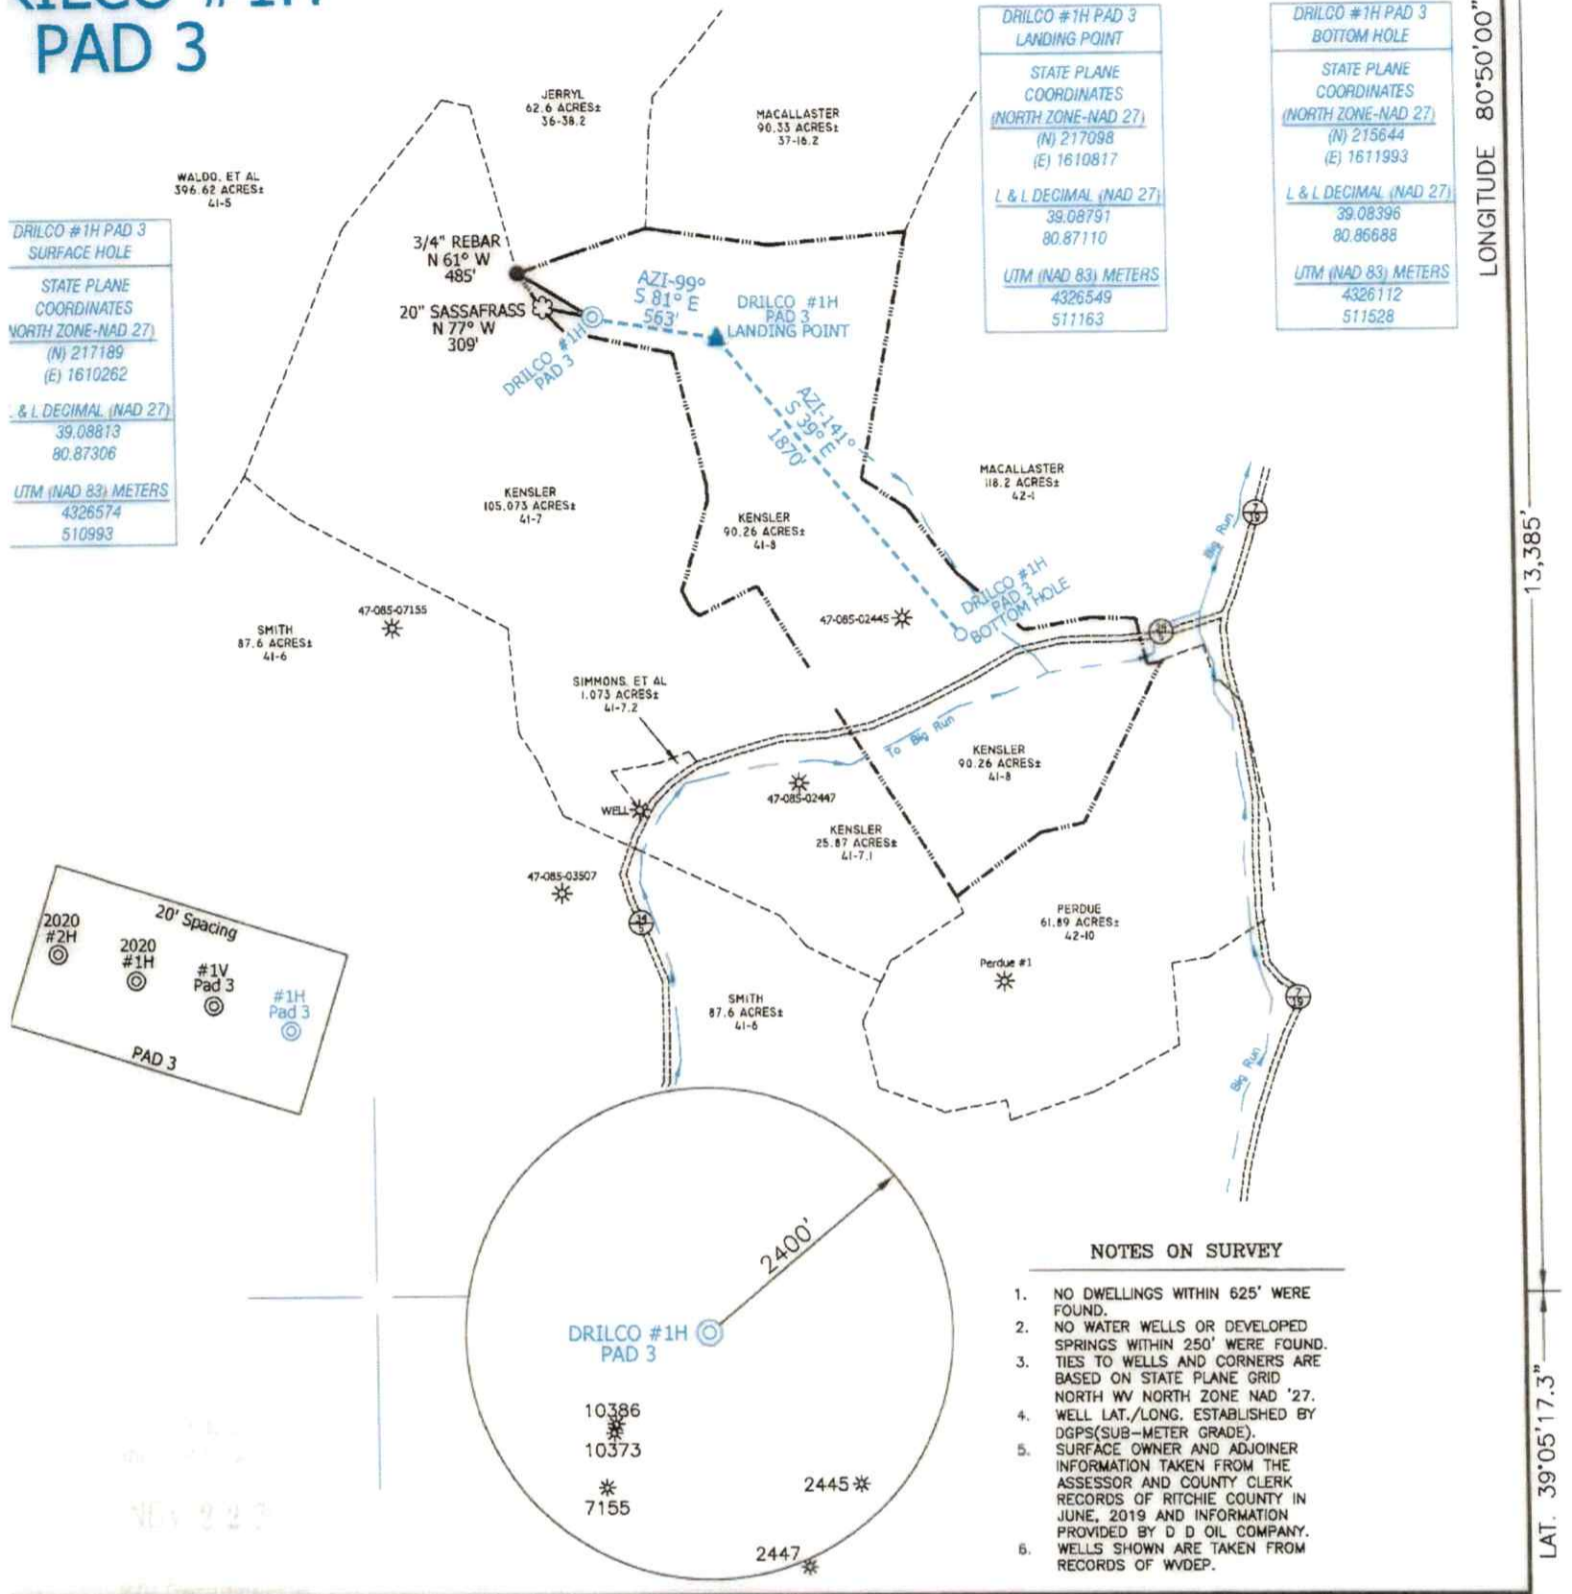 PAD 3
DRILCO #1H PAD 3
LANDING POINT
STATE PLANE
COORDINATES
(NORTH ZONE-NAD 27)
(N) 217098
(E) 1610817
L & L DECIMAL (NAD 27)
39.08791
80.87110
UTM (NAD 83) METERS
4326549
511163
DRILCO #1H PAD 3
BOTTOM HOLE
STATE PLANE
COORDINATES
(NORTH ZONE-NAD 27)
(N) 215644
(E) 1611993
L & L DECIMAL (NAD 27)
39.08396
80.86688
UTM (NAD 83) METERS
4326112
511528
LONGITUDE 80°50'00"
JERRYL
62.6 ACRES±
36-38.2
MACALLASTER
90.33 ACRES±
37-16.2
WALDO, ET AL
396.62 ACRES±
41-5
DRILCO #1H PAD 3
SURFACE HOLE
STATE PLANE
COORDINATES
NORTH ZONE-NAD 27)
(N) 217189
(E) 1610262
& L DECIMAL (NAD 27)
39.08813
80.87306
UTM (NAD 83) METERS
4326574
510993
3/4" REBAR
N 61° W
485'
20" SASSAFRASS
N 77° W
309'
AZI-99°
S 81° E
563'
DRILCO #1H
PAD 3
LANDING POINT
DRILCO #1H
PAD 3
AZI-141°
S 39° E
1870'
KENSLER
105.073 ACRES±
41-7
KENSLER
90.26 ACRES±
41-8
MACALLASTER
118.2 ACRES±
42-1
7
19
Big Run
13,385'
47-085-07155
SMITH
87.6 ACRES±
41-6
47-085-02445
DRILCO #1H
PAD 3
BOTTOM HOLE
SIMMONS, ET AL
1.073 ACRES±
41-7.2
To Big Run
KENSLER
90.26 ACRES±
41-8
WELL
47-085-02447
KENSLER
25.87 ACRES±
41-7.1
47-085-03507
14
5
PERDUE
61.89 ACRES±
42-10
Perdue #1
7
19
Big Run
SMITH
87.6 ACRES±
41-6
20' Spacing
2020
#2H
2020
#1H
#1V
Pad 3
#1H
Pad 3
PAD 3
2400'
DRILCO #1H
PAD 3
10386
10373
7155
2445
2447
NOTES ON SURVEY
1. NO DWELLINGS WITHIN 625' WERE
FOUND.
2. NO WATER WELLS OR DEVELOPED
SPRINGS WITHIN 250' WERE FOUND.
3. TIES TO WELLS AND CORNERS ARE
BASED ON STATE PLANE GRID
NORTH WV NORTH ZONE NAD '27.
4. WELL LAT./LONG. ESTABLISHED BY
DGPS(SUB-METER GRADE).
5. SURFACE OWNER AND ADJOINER
INFORMATION TAKEN FROM THE
ASSESSOR AND COUNTY CLERK
RECORDS OF RITCHIE COUNTY IN
JUNE, 2019 AND INFORMATION
PROVIDED BY D D OIL COMPANY.
6. WELLS SHOWN ARE TAKEN FROM
RECORDS OF WVDEP.
LAT. 39°05'17.3"